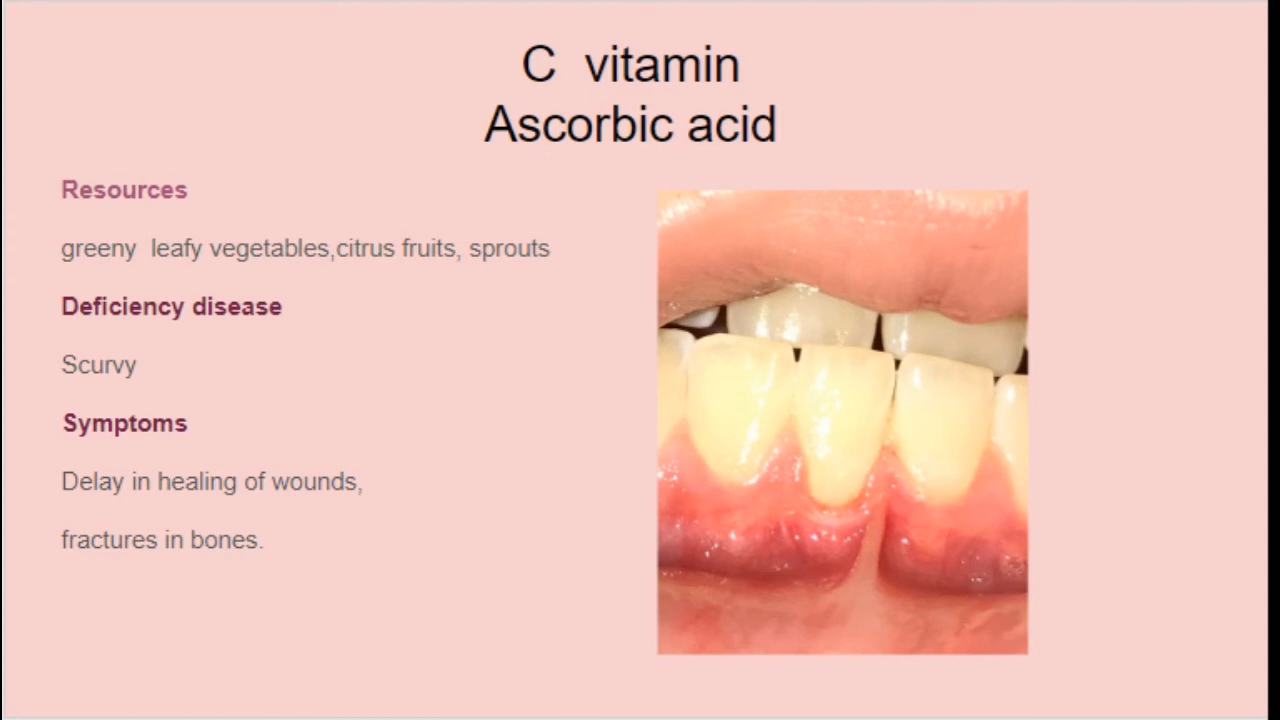 C vitamin
Ascorbic acid
Resources
greeny leafy vegetables,citrus fruits, sprouts
Deficiency disease
Scurvy
Symptoms
Delay in healing of wounds,
fractures in bones.